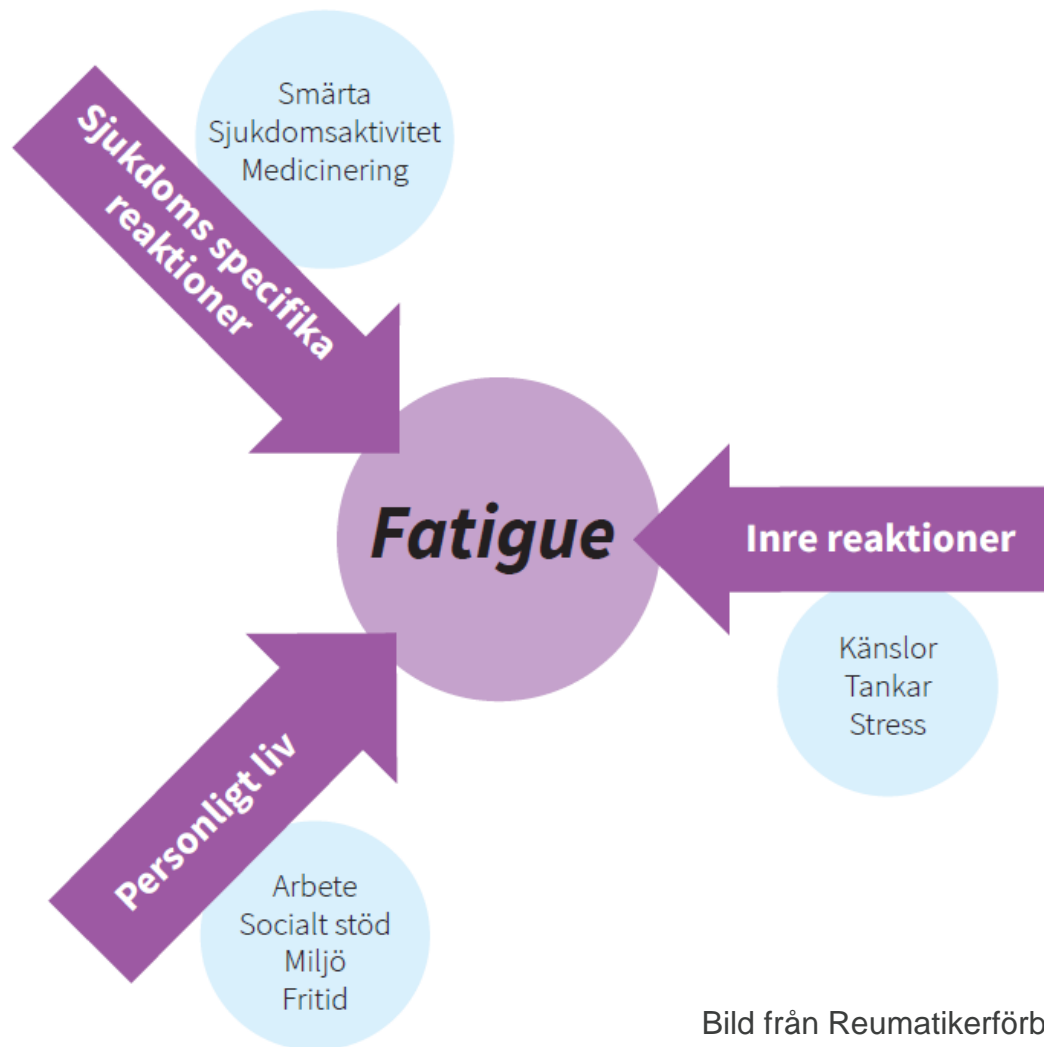 Smärta
Sjukdomsaktivitet
Medicinering
Sjukdoms specifika
reaktioner
Fatigue
Inre reaktioner
Känslor
Tankar
Stress
Personligt liv
Arbete
Socialt stöd
Miljö
Fritid
Bild från Reumatikerförb